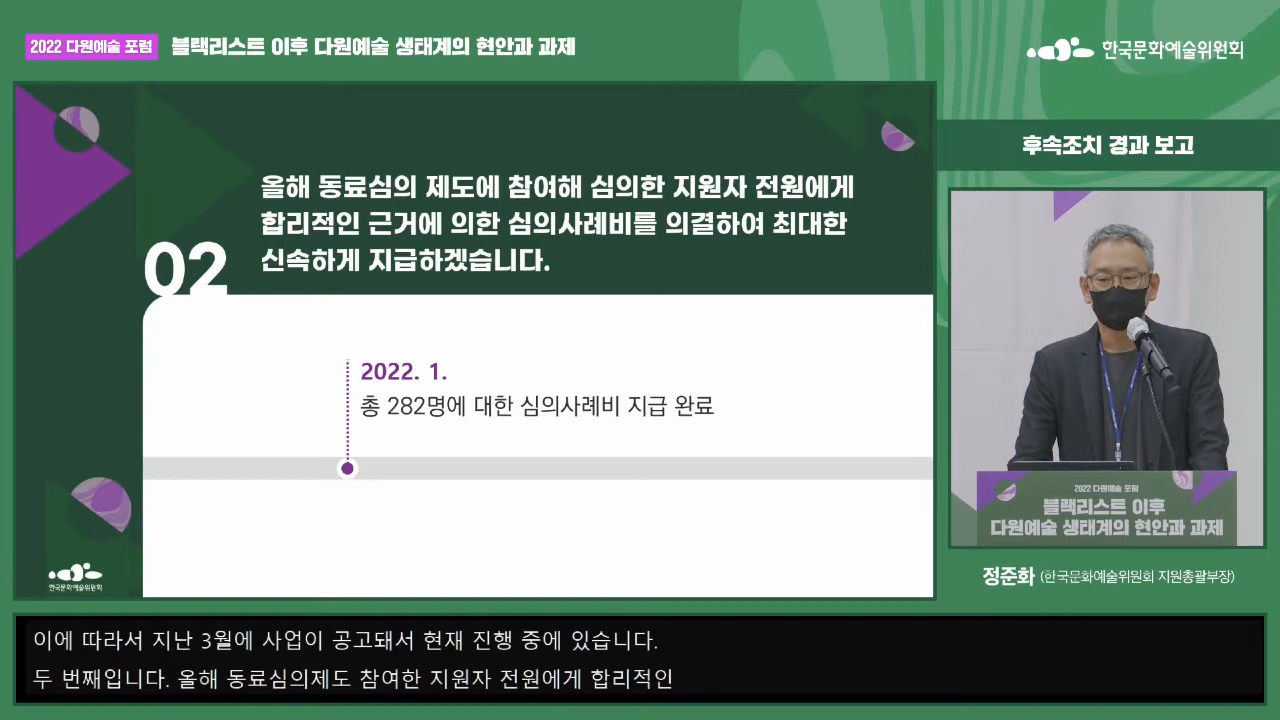 2022 다원예술 포럼 블랙리스트 이후 다원예술 생태계의 현안과 과제
한국문화예술위원회
후속조치 경과 보고
02
올해 동료심의 제도에 참여해 심의한 지원자 전원에게
합리적인 근거에 의한 심의사례비를 의결하여 최대한
신속하게 지급하겠습니다.
2022. 1.
총 282명에 대한 심의사례비 지급 완료
한국문화예술위원회
2022 다원예술 포럼
블랙리스트 이후
다원예술 생태계의 현안과 과제
정준화 (한국문화예술위원회 지원총괄부장)
이에 따라서 지난 3월에 사업이 공고돼서 현재 진행 중에 있습니다.
두 번째입니다. 올해 동료심의제도 참여한 지원자 전원에게 합리적인